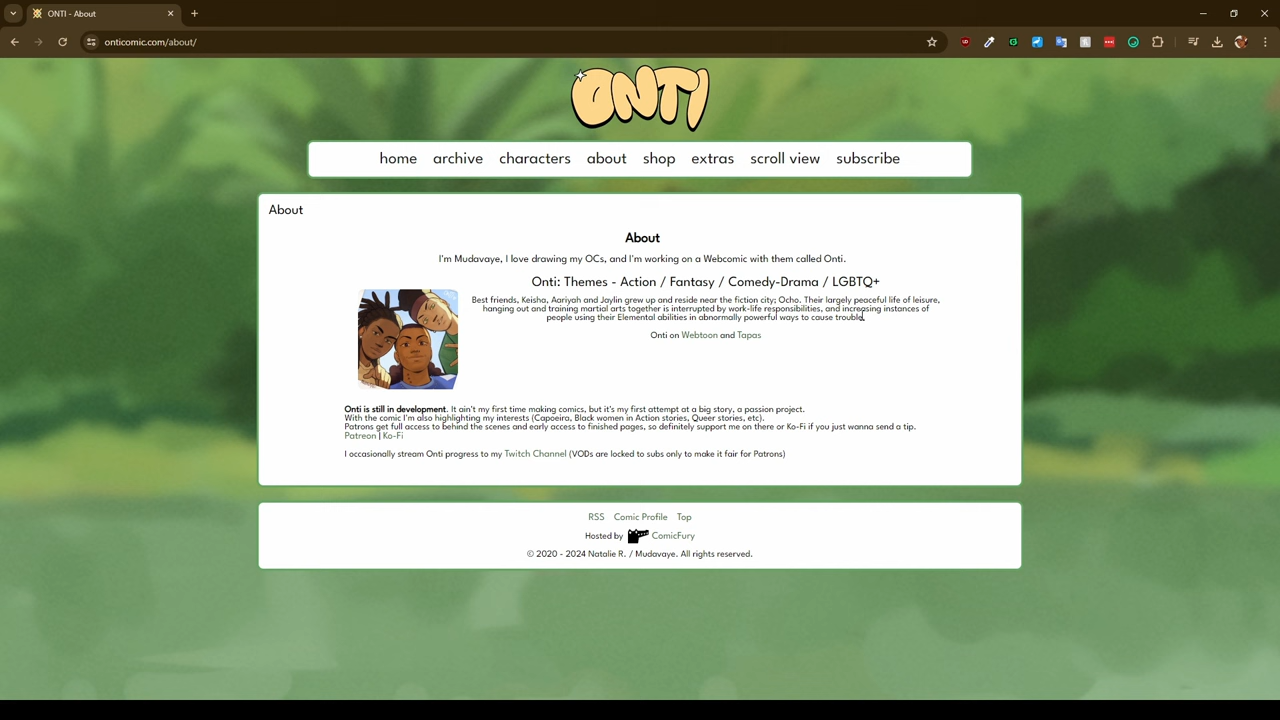 ONTI - About
onticomic.com/about/
ONTI
home archive characters about shop extras scroll view subscribe
About
About
I'm Mudavaye, I love drawing my OCs, and I'm working on a Webcomic with them called Onti.
Onti: Themes - Action / Fantasy / Comedy-Drama / LGBTQ+
Best friends, Keisha, Aariyah and Jaylin grew up and reside near the fiction city; Ocho. Their largely peaceful life of leisure,
hanging out and training martial arts together is interrupted by work-life responsibilities, and increasing instances of
people using their Elemental abilities in abnormally powerful ways to cause trouble.
Onti on Webtoon and Tapas
Onti is still in development. It ain't my first time making comics, but it's my first attempt at a big story, a passion project.
With the comic I'm also highlighting my interests (Capoeira, Black women in Action stories, Queer stories, etc).
Patrons get full access to behind the scenes and early access to finished pages, so definitely support me on there or Ko-Fi if you just wanna send a tip.
Patreon | Ko-Fi
I occasionally stream Onti progress to my Twitch Channel (VODs are locked to subs only to make it fair for Patrons)
RSS Comic Profile Top
Hosted by ComicFury
© 2020 - 2024 Natalie R. / Mudavaye. All rights reserved.